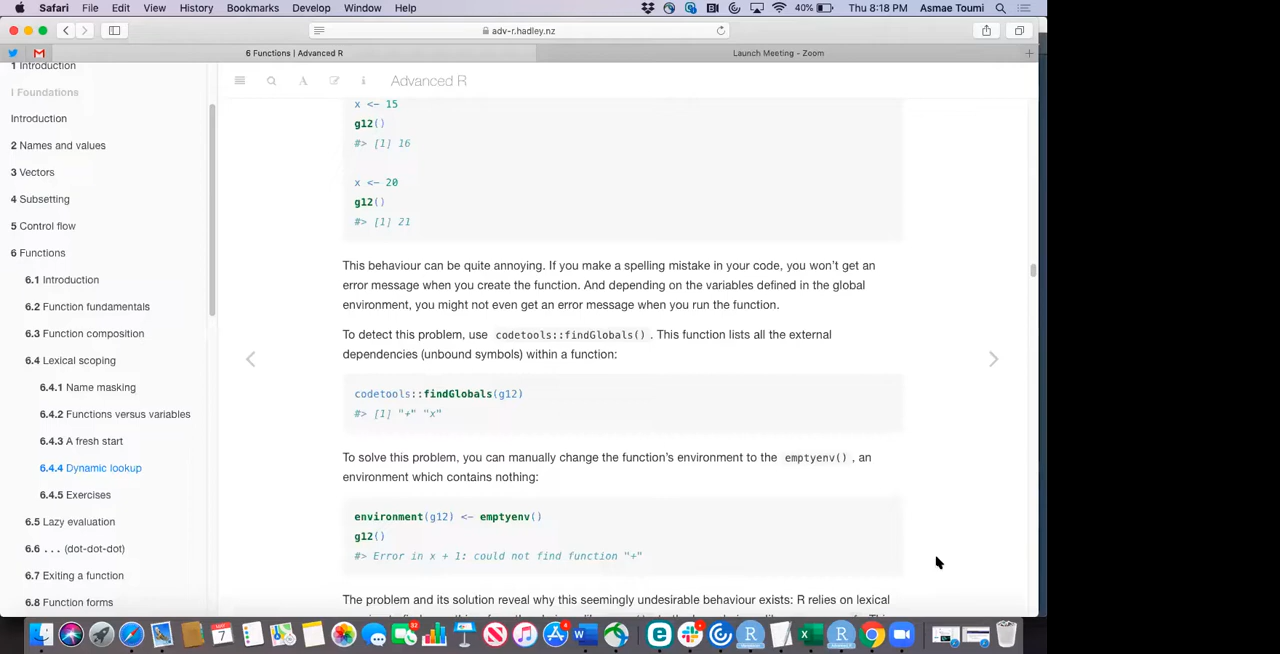 Safari File Edit View History Bookmarks Develop Window Help 40% Thu 8:18 PM Asmae Toumi
adv-r.hadley.nz
6 Functions | Advanced R Launch Meeting - Zoom
1 Introduction
I Foundations
Introduction
2 Names and values
3 Vectors
4 Subsetting
5 Control flow
6 Functions
6.1 Introduction
6.2 Function fundamentals
6.3 Function composition
6.4 Lexical scoping
6.4.1 Name masking
6.4.2 Functions versus variables
6.4.3 A fresh start
6.4.4 Dynamic lookup
6.4.5 Exercises
6.5 Lazy evaluation
6.6 ... (dot-dot-dot)
6.7 Exiting a function
6.8 Function forms
Advanced R
x <- 15
g12()
#> [1] 16
x <- 20
g12()
#> [1] 21
This behaviour can be quite annoying. If you make a spelling mistake in your code, you won't get an
error message when you create the function. And depending on the variables defined in the global
environment, you might not even get an error message when you run the function.
To detect this problem, use codetools::findGlobals(). This function lists all the external
dependencies (unbound symbols) within a function:
codetools::findGlobals(g12)
#> [1] "+" "x"
To solve this problem, you can manually change the function's environment to the emptyenv(), an
environment which contains nothing:
environment(g12) <- emptyenv()
g12()
#> Error in x + 1: could not find function "+"
The problem and its solution reveal why this seemingly undesirable behaviour exists: R relies on lexical